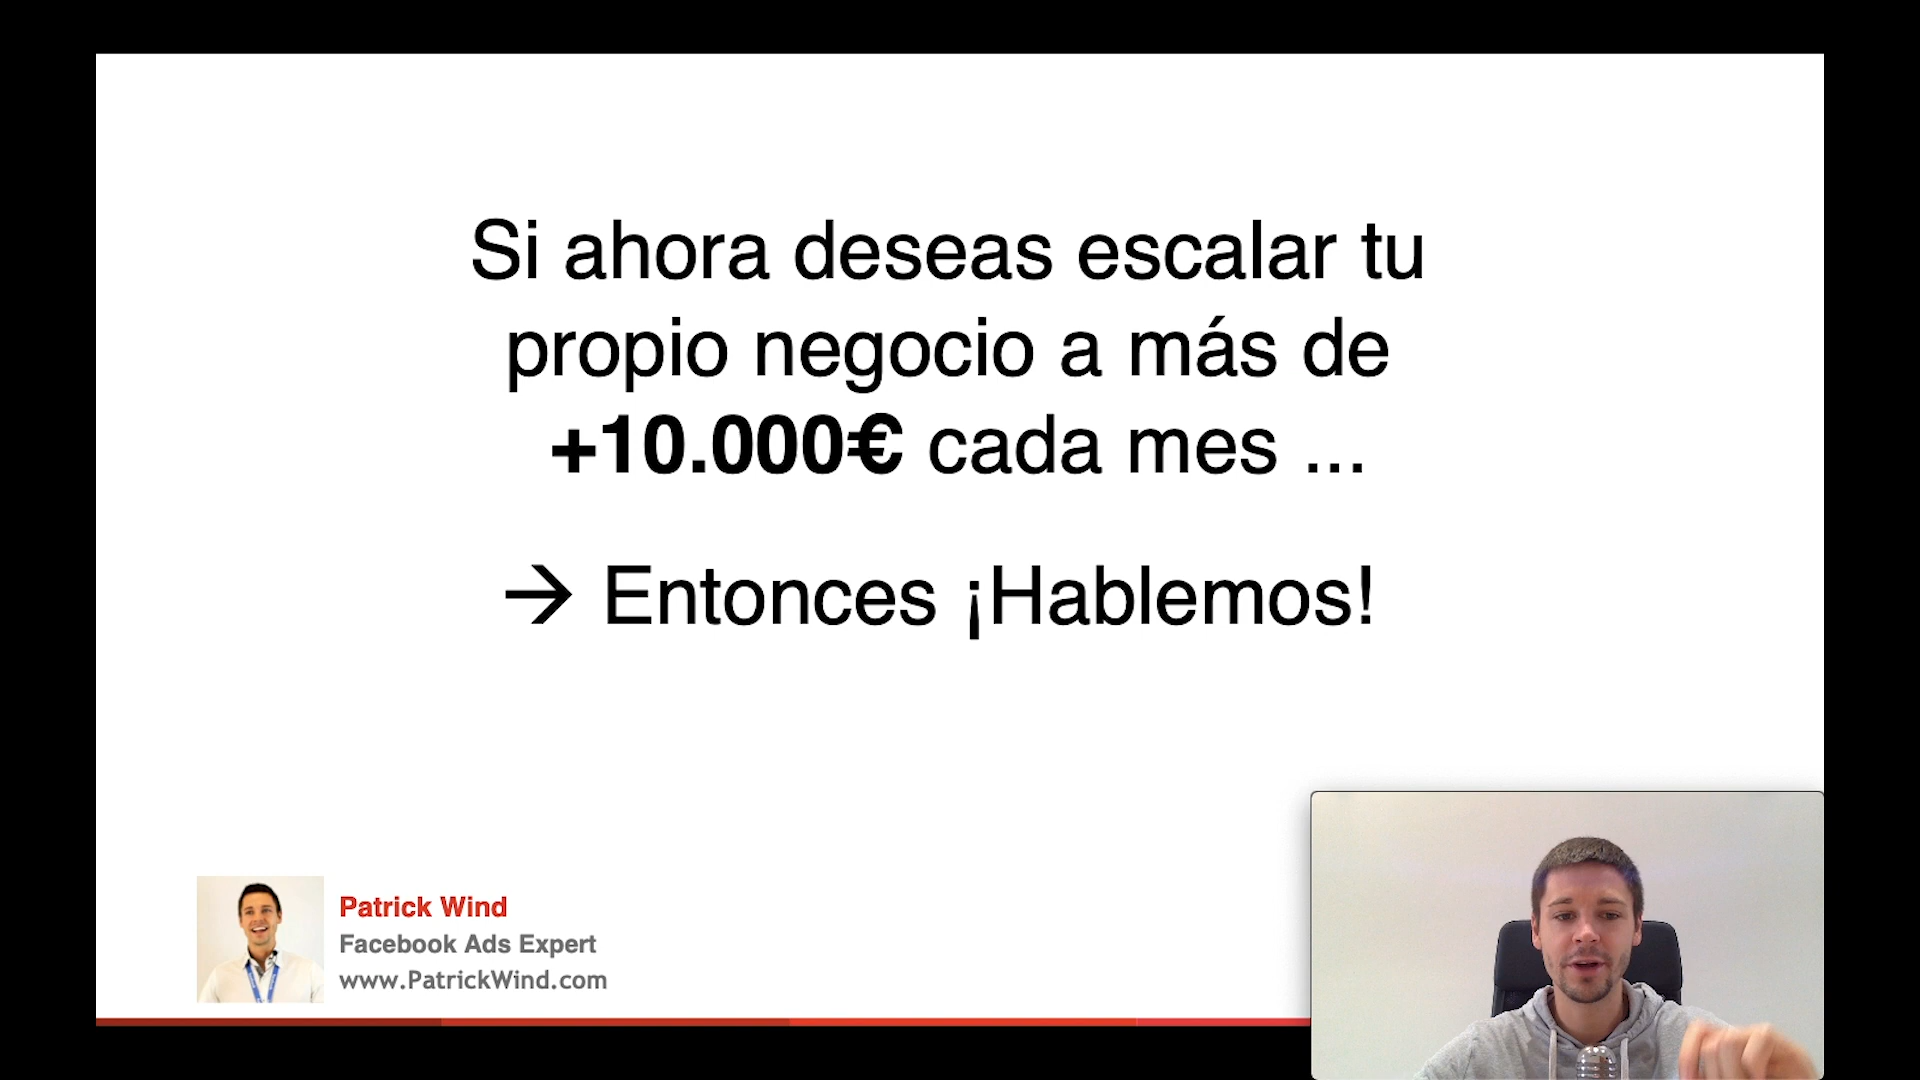 Si ahora deseas escalar tu
propio negocio a más de
+10.000€ cada mes ...
→ Entonces ¡Hablemos!
Patrick Wind
Facebook Ads Expert
www.PatrickWind.com